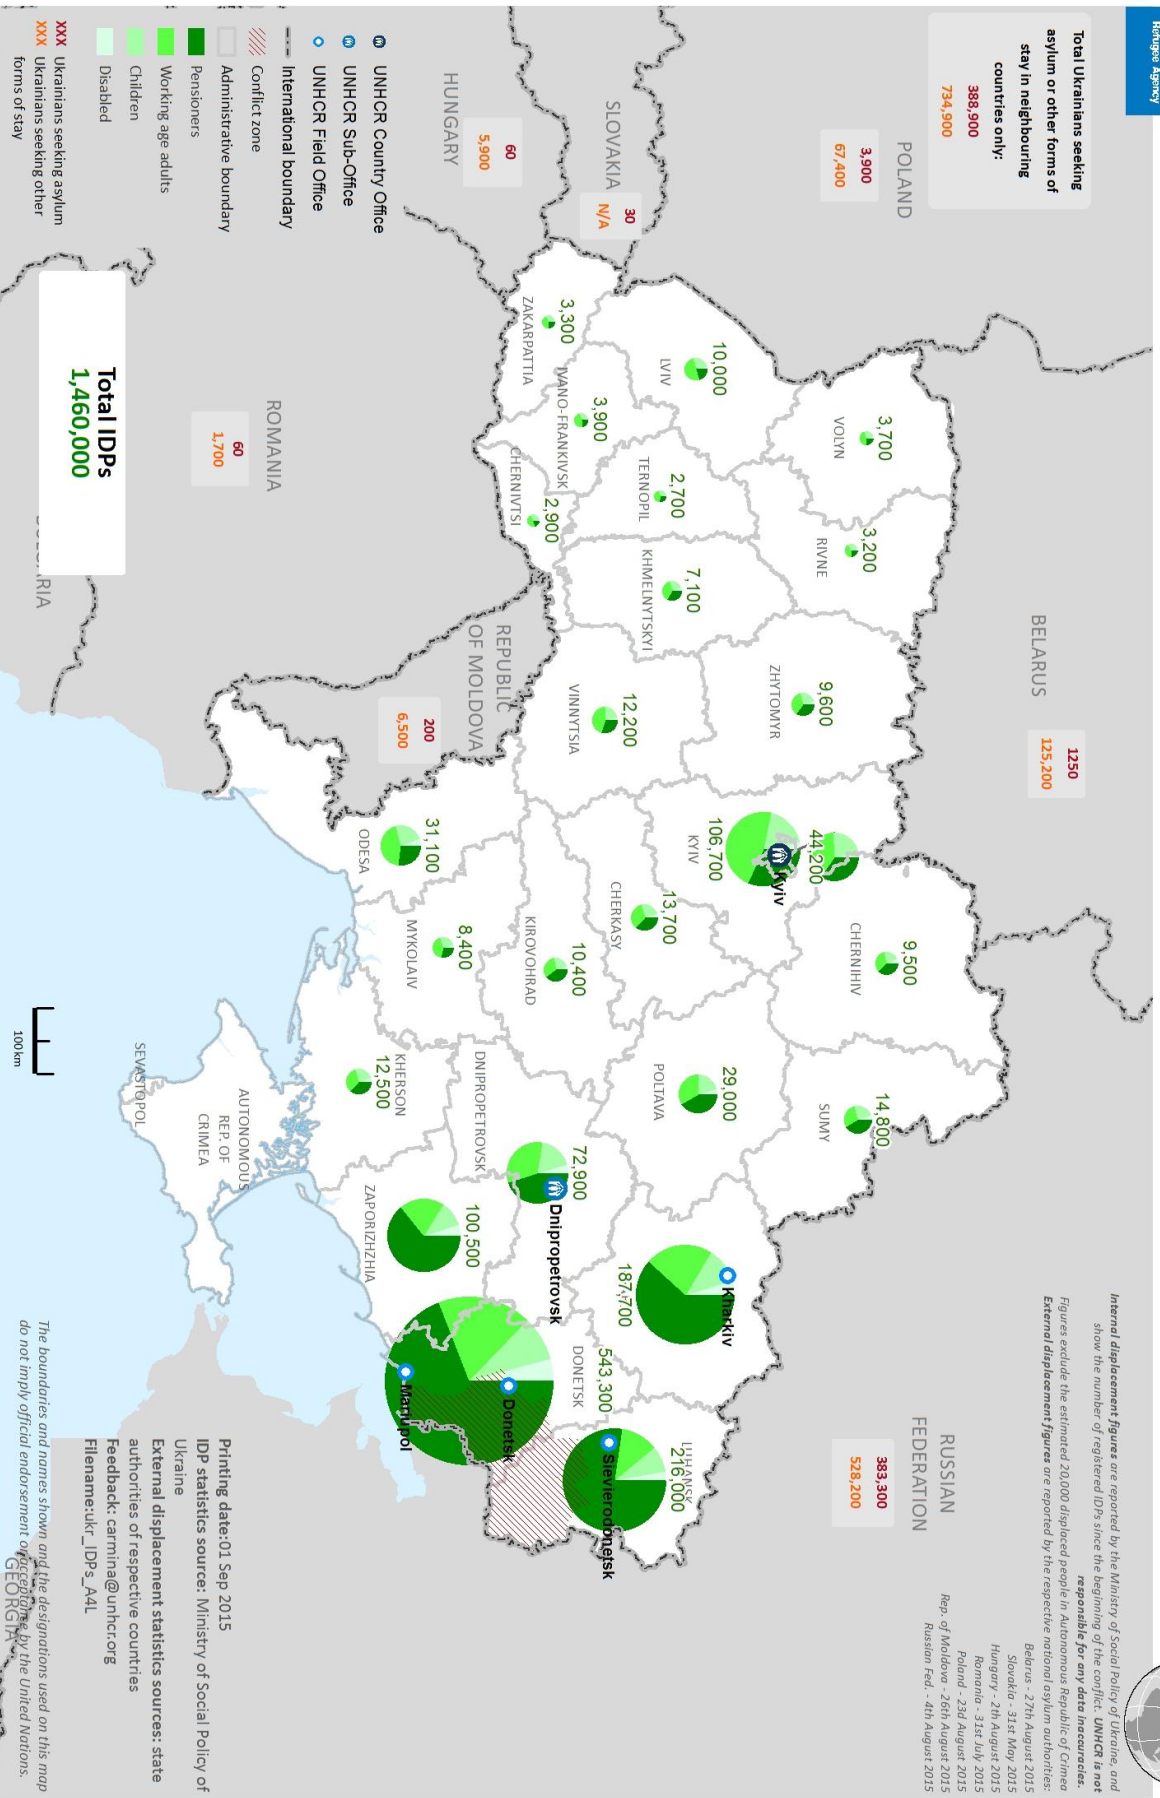 Refugee Agency
Total Ukrainians seeking
asylum or other forms of
stay in neighbouring
countries only:
388,900
734,900
Internal displacement figures are reported by the Ministry of Social Policy of Ukraine, and
show the number of registered IDPs since the beginning of the conflict. UNHCR is not
responsible for any data inaccuracies.
Figures exclude the estimated 20,000 displaced people in Autonomous Republic of Crimea
External displacement figures are reported by the respective national asylum authorities:
Belarus - 27th August 2015
Slovakia - 31st May 2015
Hungary - 2th August 2015
Romania - 31st July 2015
Poland - 23d August 2015
Rep. of Moldova - 26th August 2015
Russian Fed. - 4th August 2015
BELARUS
1250
125,200
POLAND
3,900
67,400
RUSSIAN
FEDERATION
383,300
528,200
SLOVAKIA
30
N/A
HUNGARY
60
5,900
REPUBLIC
OF MOLDOVA
200
6,500
ROMANIA
60
1,700
3,700
VOLYN
3,200
RIVNE
9,600
ZHYTOMYR
44,200
Kyiv
106,700
KYIV
9,500
CHERNIHIV
14,800
SUMY
10,000
LVIV
2,700
TERNOPIL
7,100
KHMELNYTSKYI
12,200
VINNYTSIA
13,700
CHERKASY
29,000
POLTAVA
Kharkiv
187,700
3,300
ZAKARPATTIA
3,900
IVANO-FRANKIVSK
2,900
CHERNIVTSI
10,400
KIROVOHRAD
72,900
Dnipropetrovsk
DNIPROPETROVSK
543,300
DONETSK
Donetsk
Mariupol
LUHANSK
216,000
Sievierodonetsk
31,100
ODESA
8,400
MYKOLAIV
KHERSON
12,500
100,500
ZAPORIZHZHIA
AUTONOMOUS
REP. OF
CRIMEA
SEVASTOPOL
UNHCR Country Office
UNHCR Sub-Office
UNHCR Field Office
International boundary
Conflict zone
Administrative boundary
Pensioners
Working age adults
Children
Disabled
XXX Ukrainians seeking asylum
XXX Ukrainians seeking other
forms of stay
Total IDPs
1,460,000
100 km
Printing date:01 Sep 2015
IDP statistics source: Ministry of Social Policy of
Ukraine
External displacement statistics sources: state
authorities of respective countries
Feedback: carmina@unhcr.org
Filename:ukr_IDPs_A4L
GEORGIA
The boundaries and names shown and the designations used on this map
do not imply official endorsement or acceptance by the United Nations.